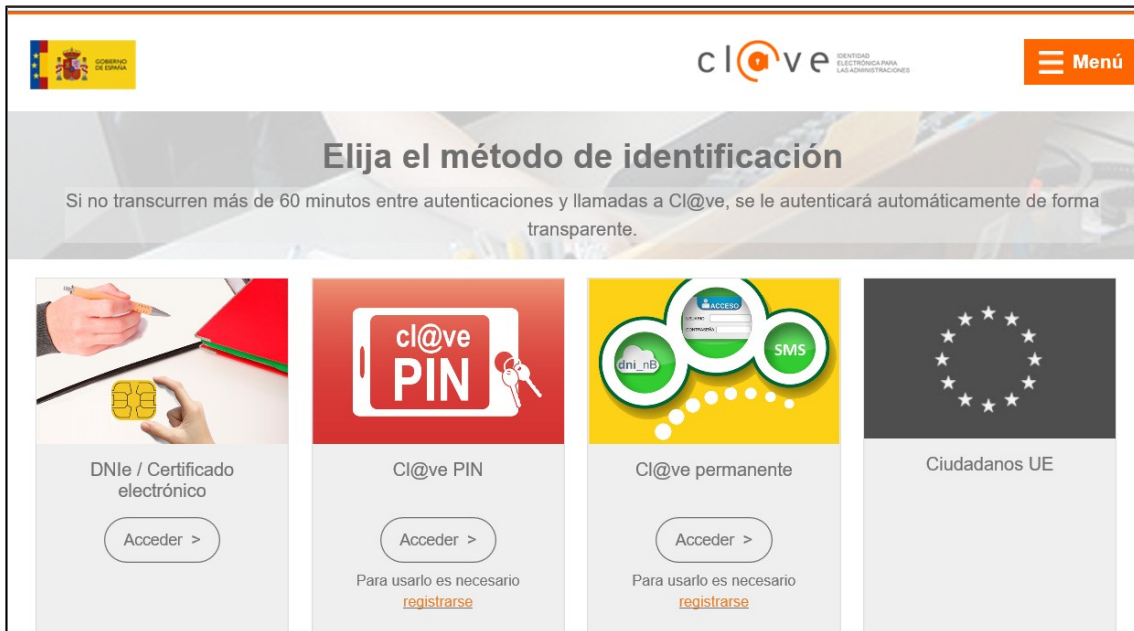 GOBIERNO
DE ESPAÑA
cl@ve
IDENTIDAD
ELECTRÓNICA PARA
LAS ADMINISTRACIONES
Menú
Elija el método de identificación
Si no transcurren más de 60 minutos entre autenticaciones y llamadas a Cl@ve, se le autenticará automáticamente de forma
transparente.
cl@ve
PIN
ACCESO
USUARIO
CONTRASEÑA
dni_nB
SMS
DNIe / Certificado
electrónico
Acceder >
Cl@ve PIN
Acceder >
Para usarlo es necesario
registrarse
Cl@ve permanente
Acceder >
Para usarlo es necesario
registrarse
Ciudadanos UE